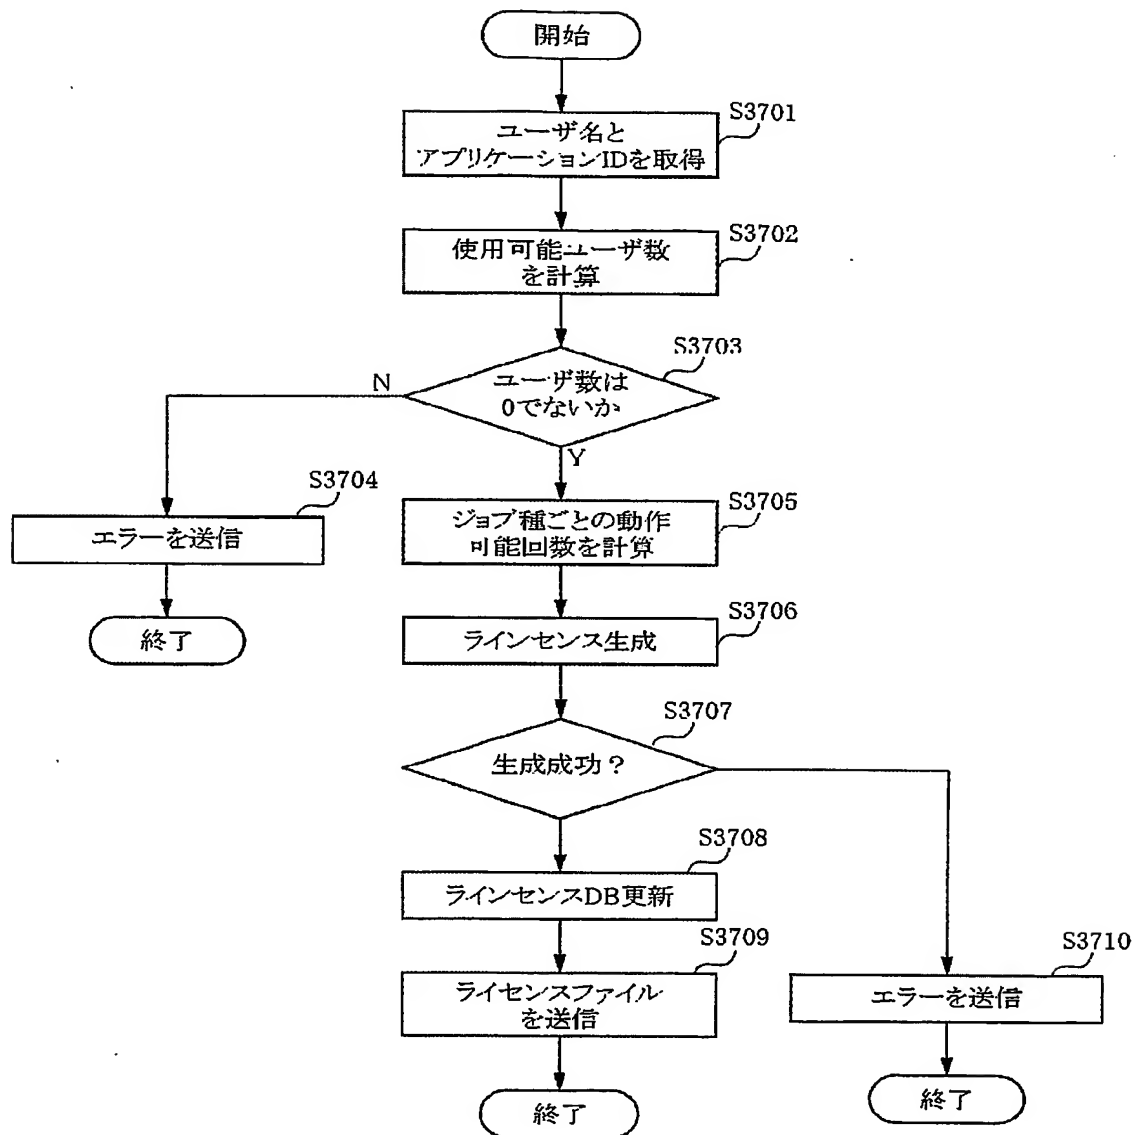 開始
S3701
ユーザ名と
アプリケーションIDを取得
S3702
使用可能ユーザ数
を計算
S3703
ユーザ数は
0でないか
N
Y
S3704
エラーを送信
終了
S3705
ジョブ種ごとの動作
可能回数を計算
S3706
ラインセンス生成
S3707
生成成功？
S3708
ラインセンスDB更新
S3709
ライセンスファイル
を送信
終了
S3710
エラーを送信
終了